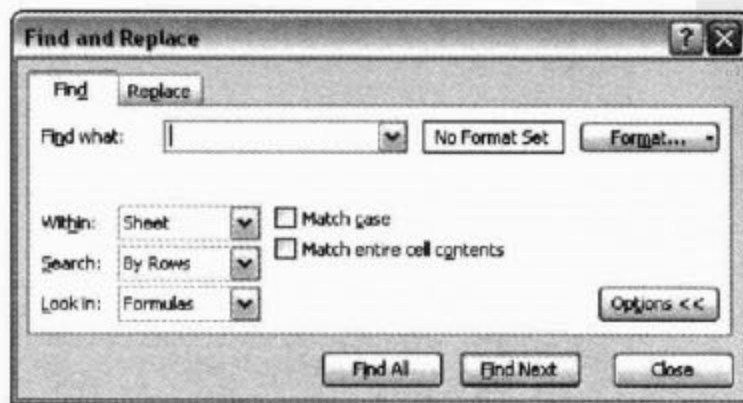 Find and Replace
Find Replace
Find what: No Format Set Format...
Within: Sheet Match case
Match entire cell contents
Search: By Rows
Look in: Formulas Options <<
Find All Find Next Close